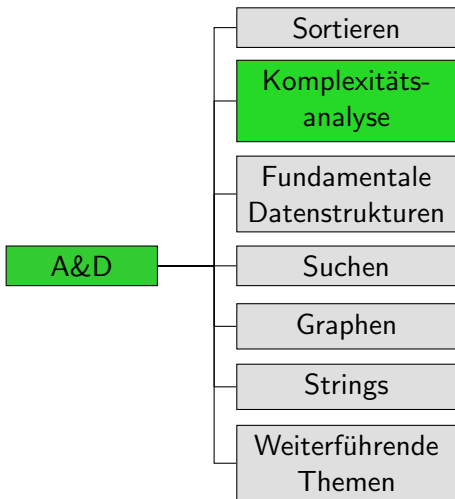 Sortieren
Komplexitäts-
analyse
Fundamentale
Datenstrukturen
A&D
Suchen
Graphen
Strings
Weiterführende
Themen